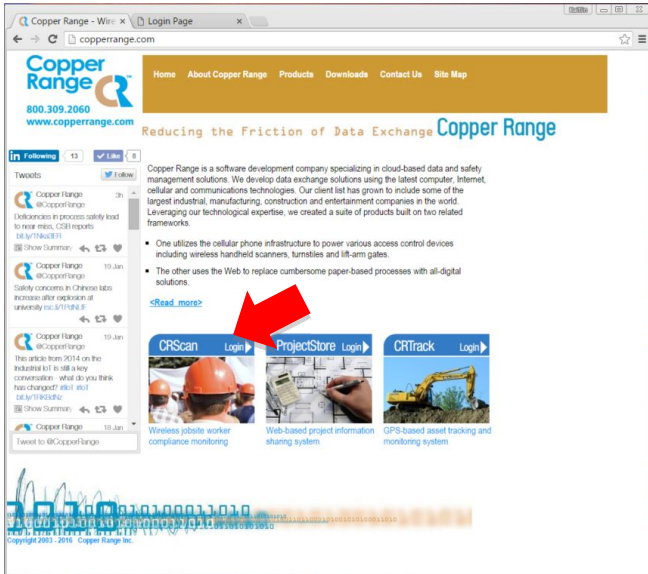 Copper Range - Wire ×
Login Page ×
copperrange.com
Copper
Range
800.309.2060
www.copperrange.com
Home About Copper Range Products Downloads Contact Us Site Map
Reducing the Friction of Data Exchange Copper Range
in Following 13 Like 8
Tweets Follow
Copper Range 3h
@CopperRange
Deficiencies in process safety lead
to near miss, CSB reports
Show Summary
Copper Range 19 Jan
@CopperRange
Safety concerns in Chinese labs
increase after explosion at
university
Copper Range 19 Jan
@CopperRange
This article from 2014 on the
Industrial IoT is still a key
conversation - what do you think
has changed? #IoT #IoT
Show Summary
Copper Range 18 Jan
Tweet to @CopperRange
Copper Range is a software development company specializing in cloud-based data and safety
management solutions. We develop data exchange solutions using the latest computer, Internet,
cellular and communications technologies. Our client list has grown to include some of the
largest industrial, manufacturing, construction and entertainment companies in the world.
Leveraging our technological expertise, we created a suite of products built on two related
frameworks.
One utilizes the cellular phone infrastructure to power various access control devices
including wireless handheld scanners, turnstiles and lift-arm gates.
The other uses the Web to replace cumbersome paper-based processes with all-digital
solutions.
<Read more>
CRScan Login
Wireless jobsite worker
compliance monitoring
ProjectStore Login
Web-based project information
sharing system
CRTrack Login
GPS-based asset tracking and
monitoring system
Copyright 2003 - 2016 Copper Range Inc.